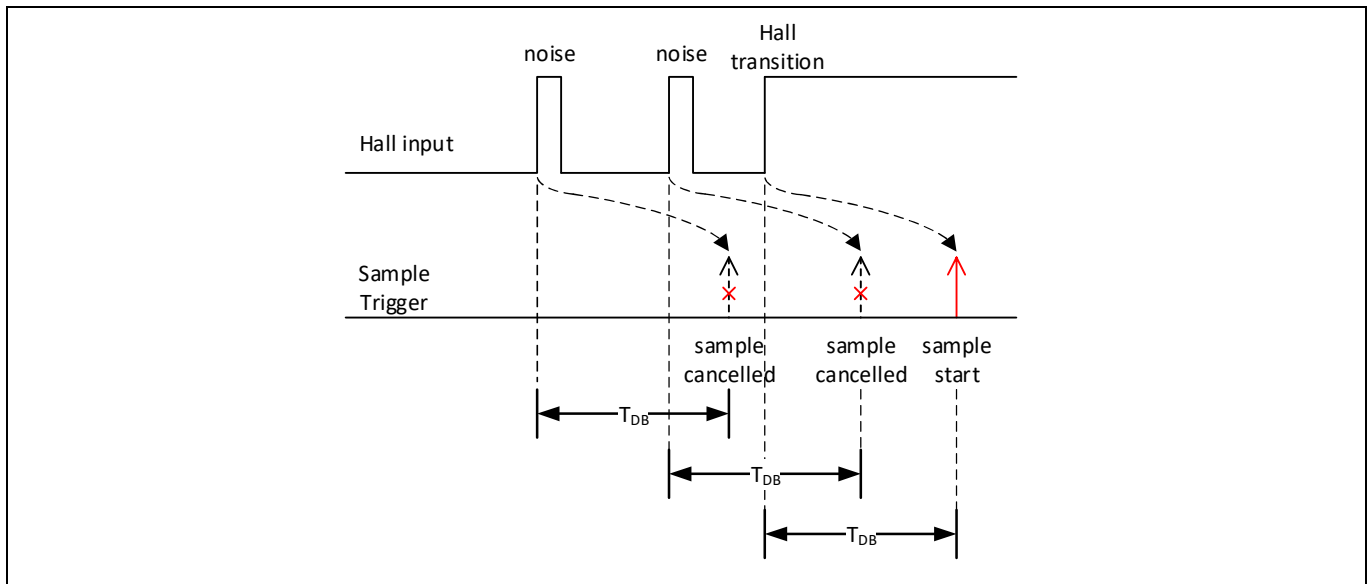 noise
noise
Hall
transition
Hall input
Sample
Trigger
sample
cancelled
sample
cancelled
sample
start
TDB
TDB
TDB